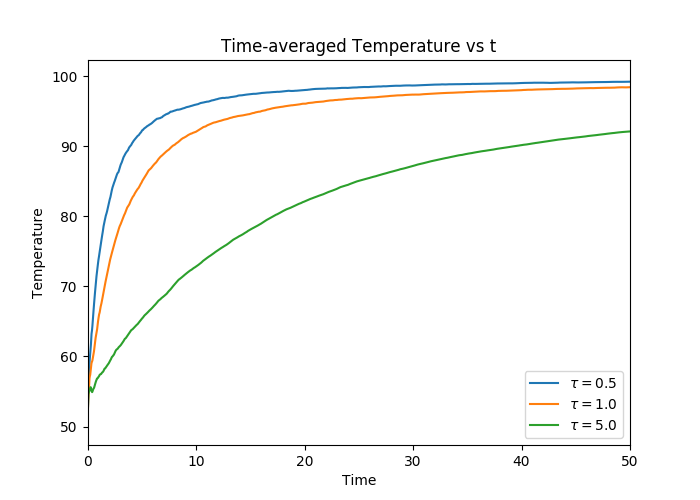 Time-averaged Temperature vs t
Temperature
100
90
80
70
60
50
0
10
20
30
40
50
Time
τ = 0.5
τ = 1.0
τ = 5.0